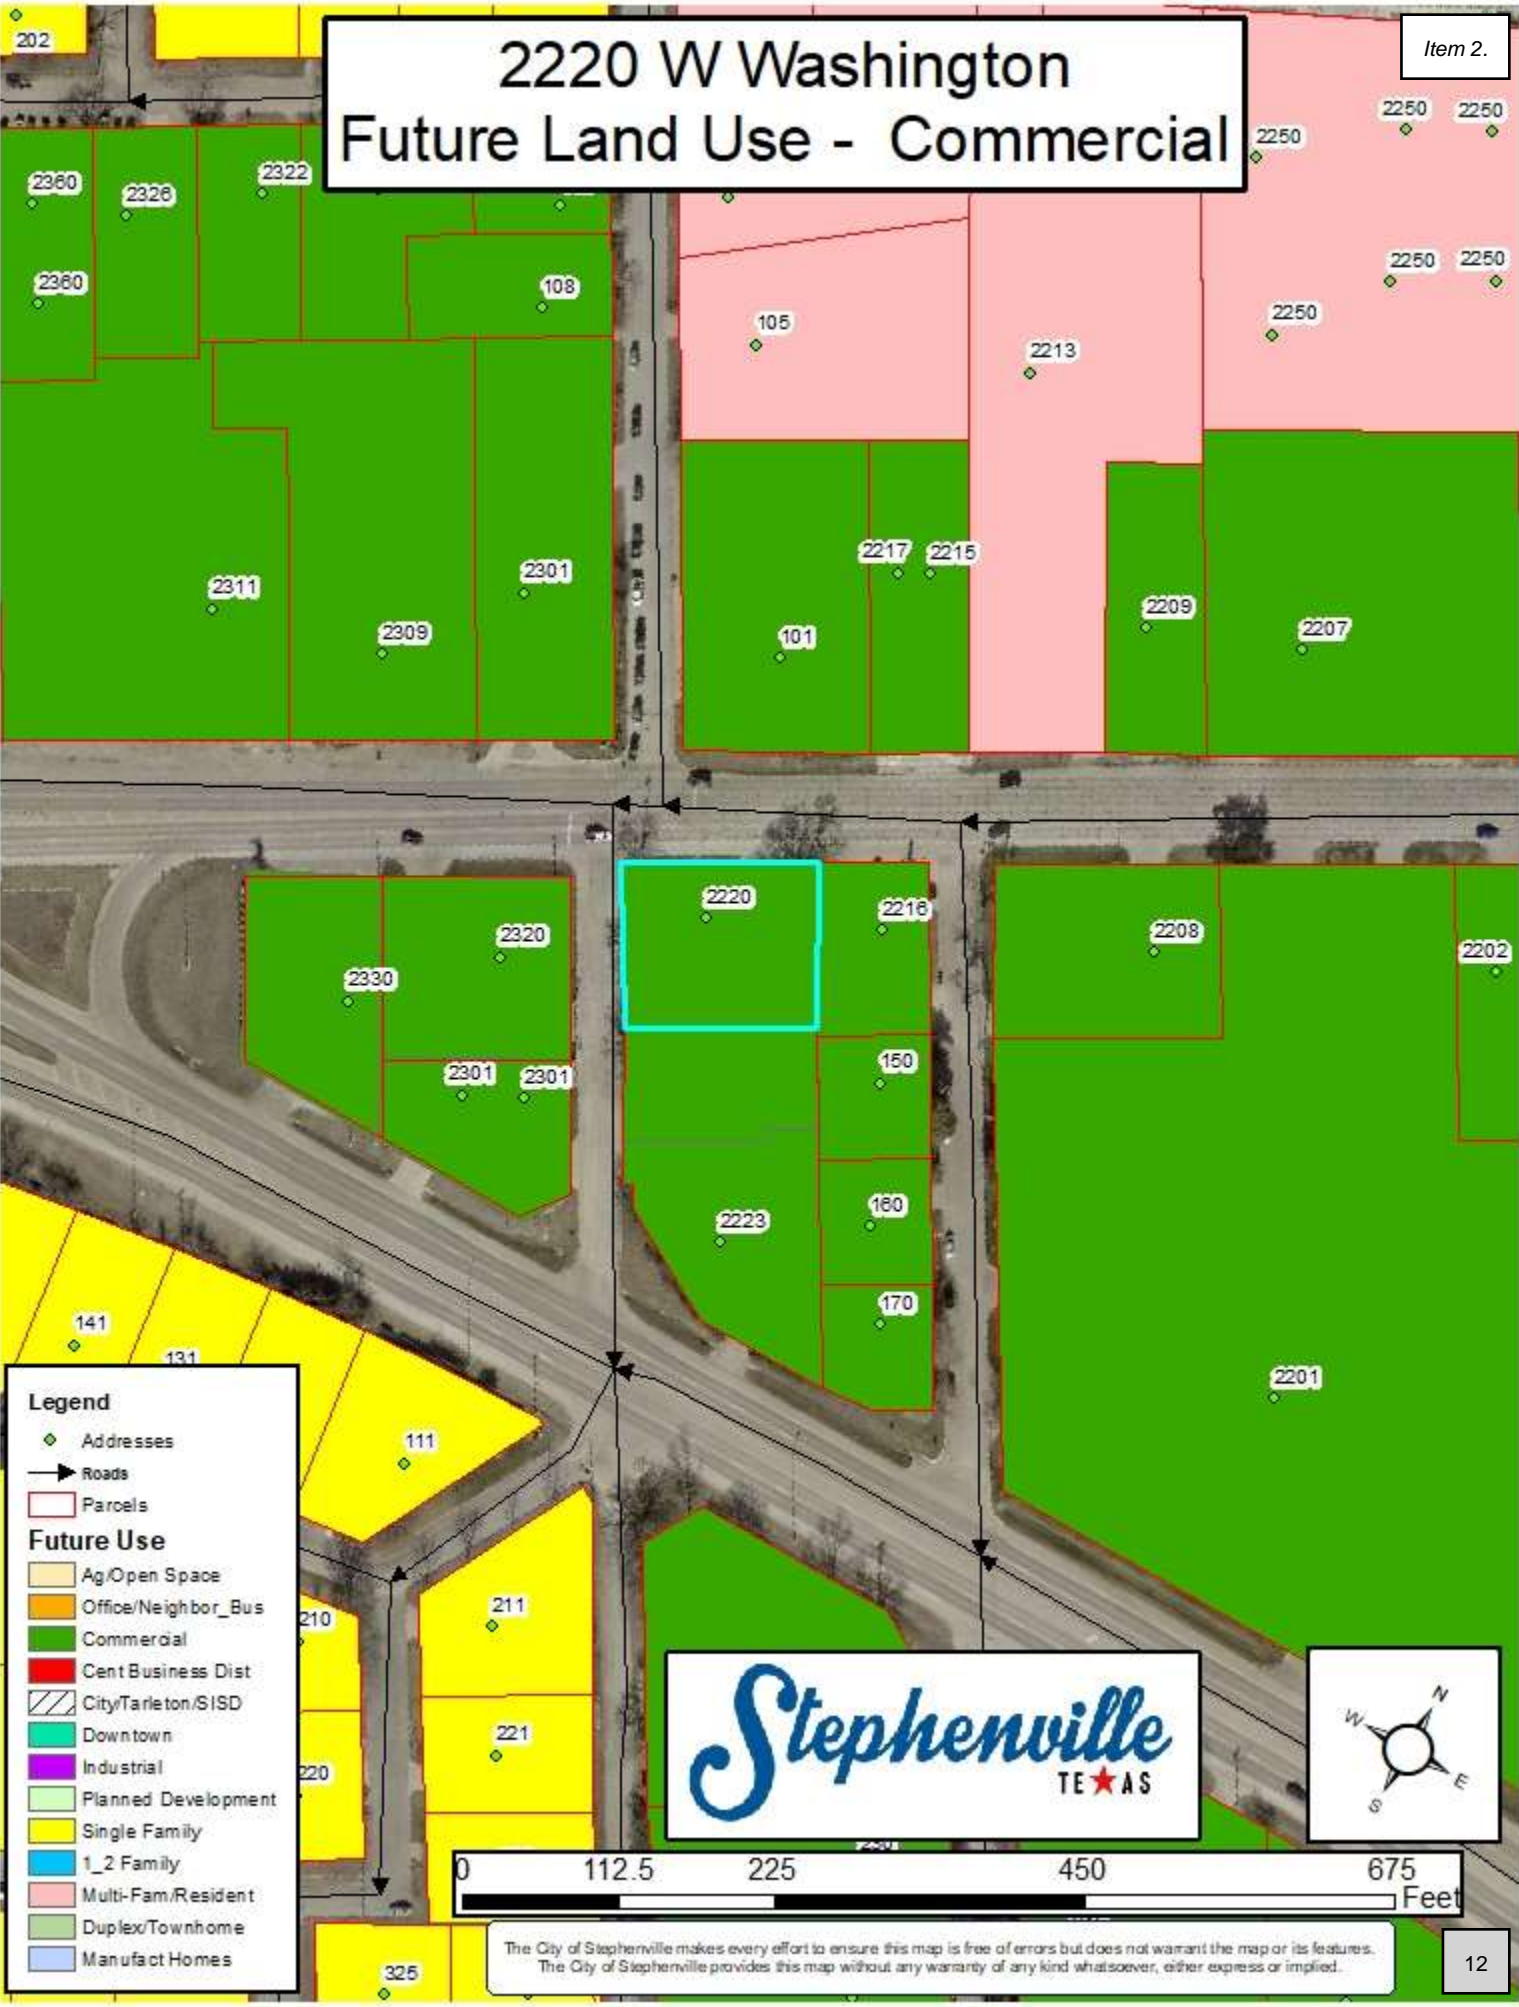 2220 W Washington
Future Land Use - Commercial
Item 2.
202
2250 2250
2250
2360
2326
2322
2360
108
2250 2250
2250
105
2213
2217 2215
2301
2311
2309
101
2209
2207
2220
2216
2320
2208
2202
2330
2301 2301
150
160
2223
170
141
131
111
2201
211
221
210
220
325
Legend
Addresses
Roads
Parcels
Future Use
Ag/Open Space
Office/Neighbor_Bus
Commercial
Cent Business Dist
City/Tarleton/SISD
Downtown
Industrial
Planned Development
Single Family
1_2 Family
Multi-Fam/Resident
Duplex/Townhome
Manufact Homes
Stephenville
TEXAS
N
W
E
S
0 112.5 225 450 675
Feet
The City of Stephenville makes every effort to ensure this map is free of errors but does not warrant the map or its features.
The City of Stephenville provides this map without any warranty of any kind whatsoever, either express or implied.
12